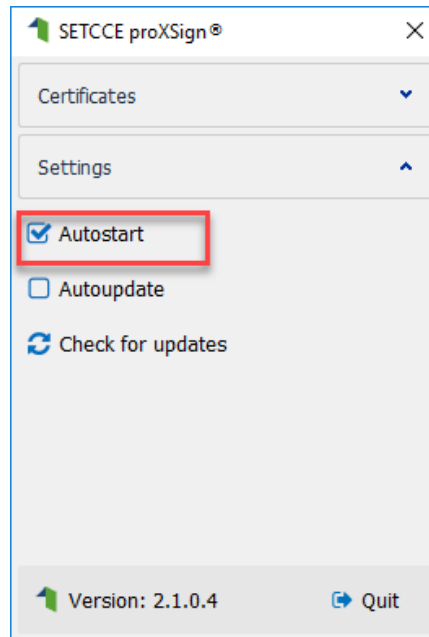 SETCCE proXSign®
Certificates
Settings
Autostart
Autoupdate
Check for updates
Version: 2.1.0.4 Quit